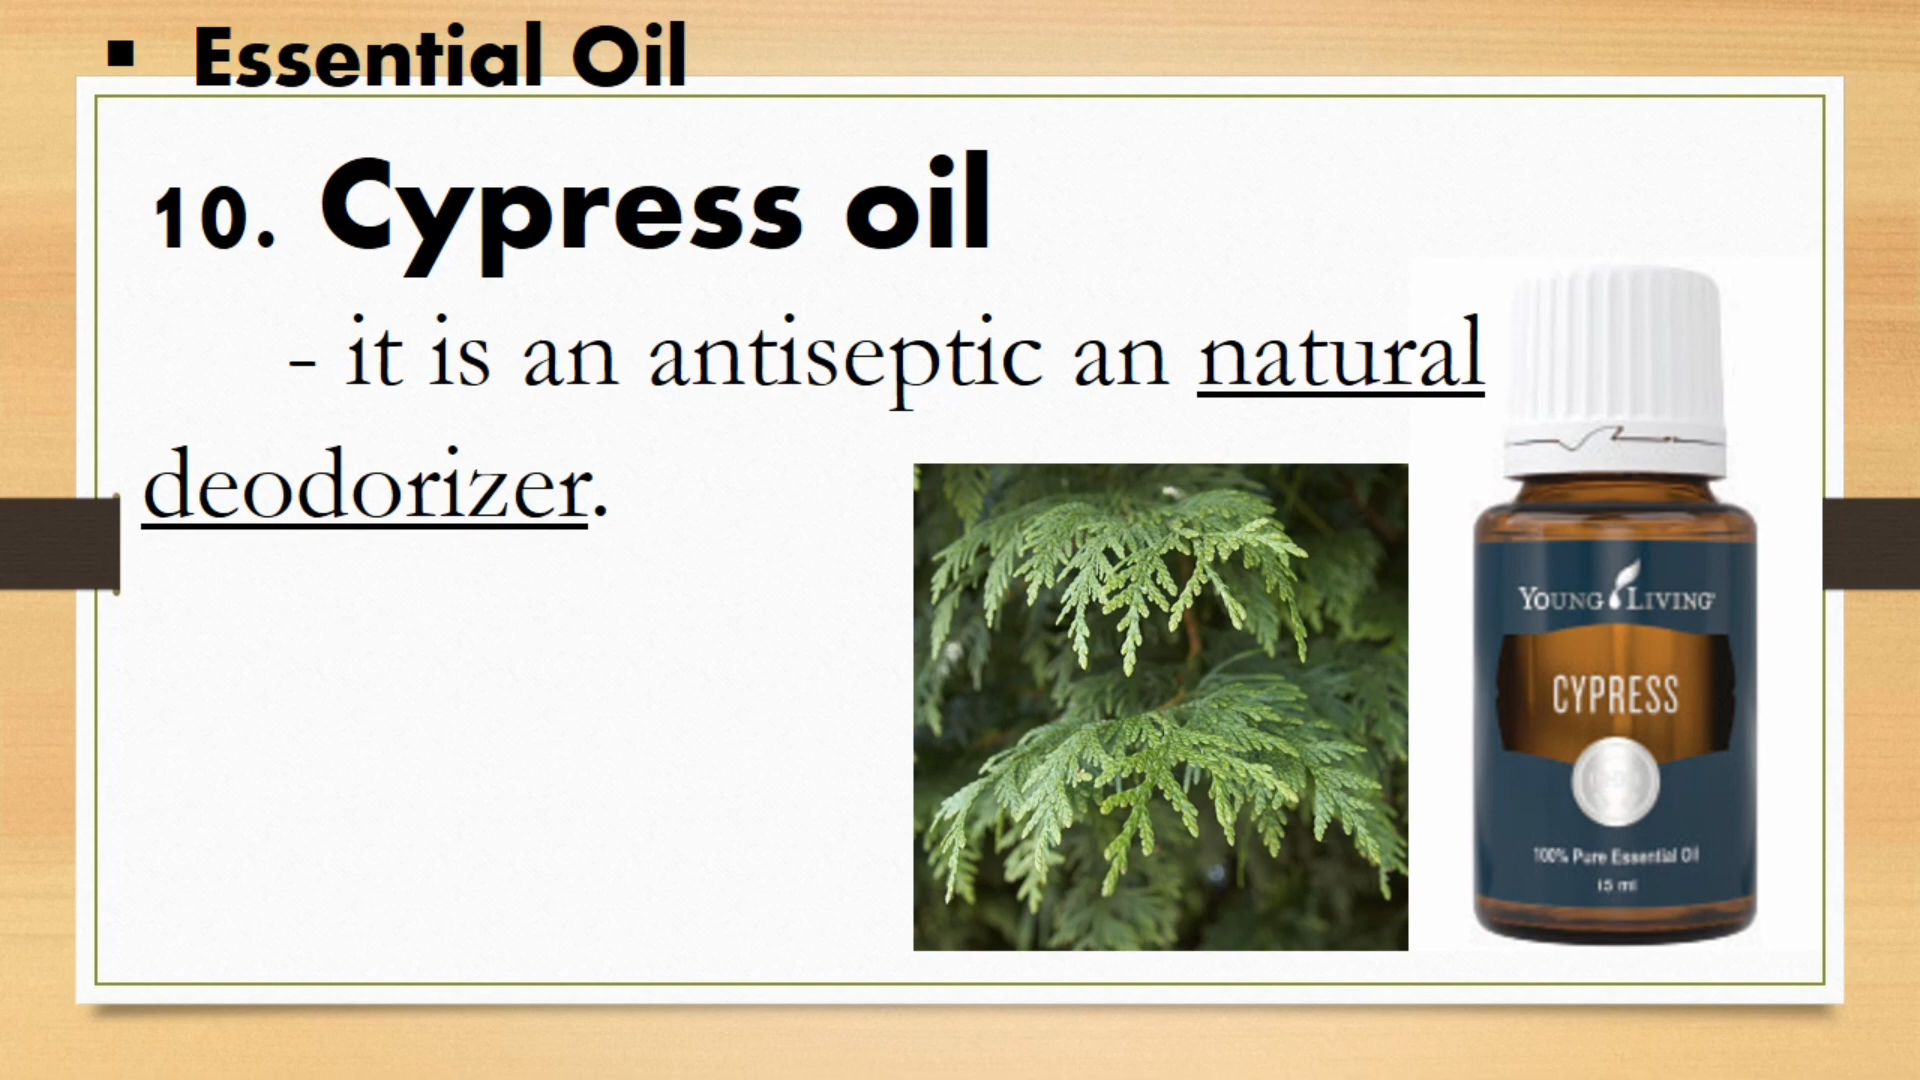 ▪ Essential Oil
10. Cypress oil
- it is an antiseptic an natural
deodorizer.
YOUNG LIVING
CYPRESS
100% Pure Essential Oil
15 ml